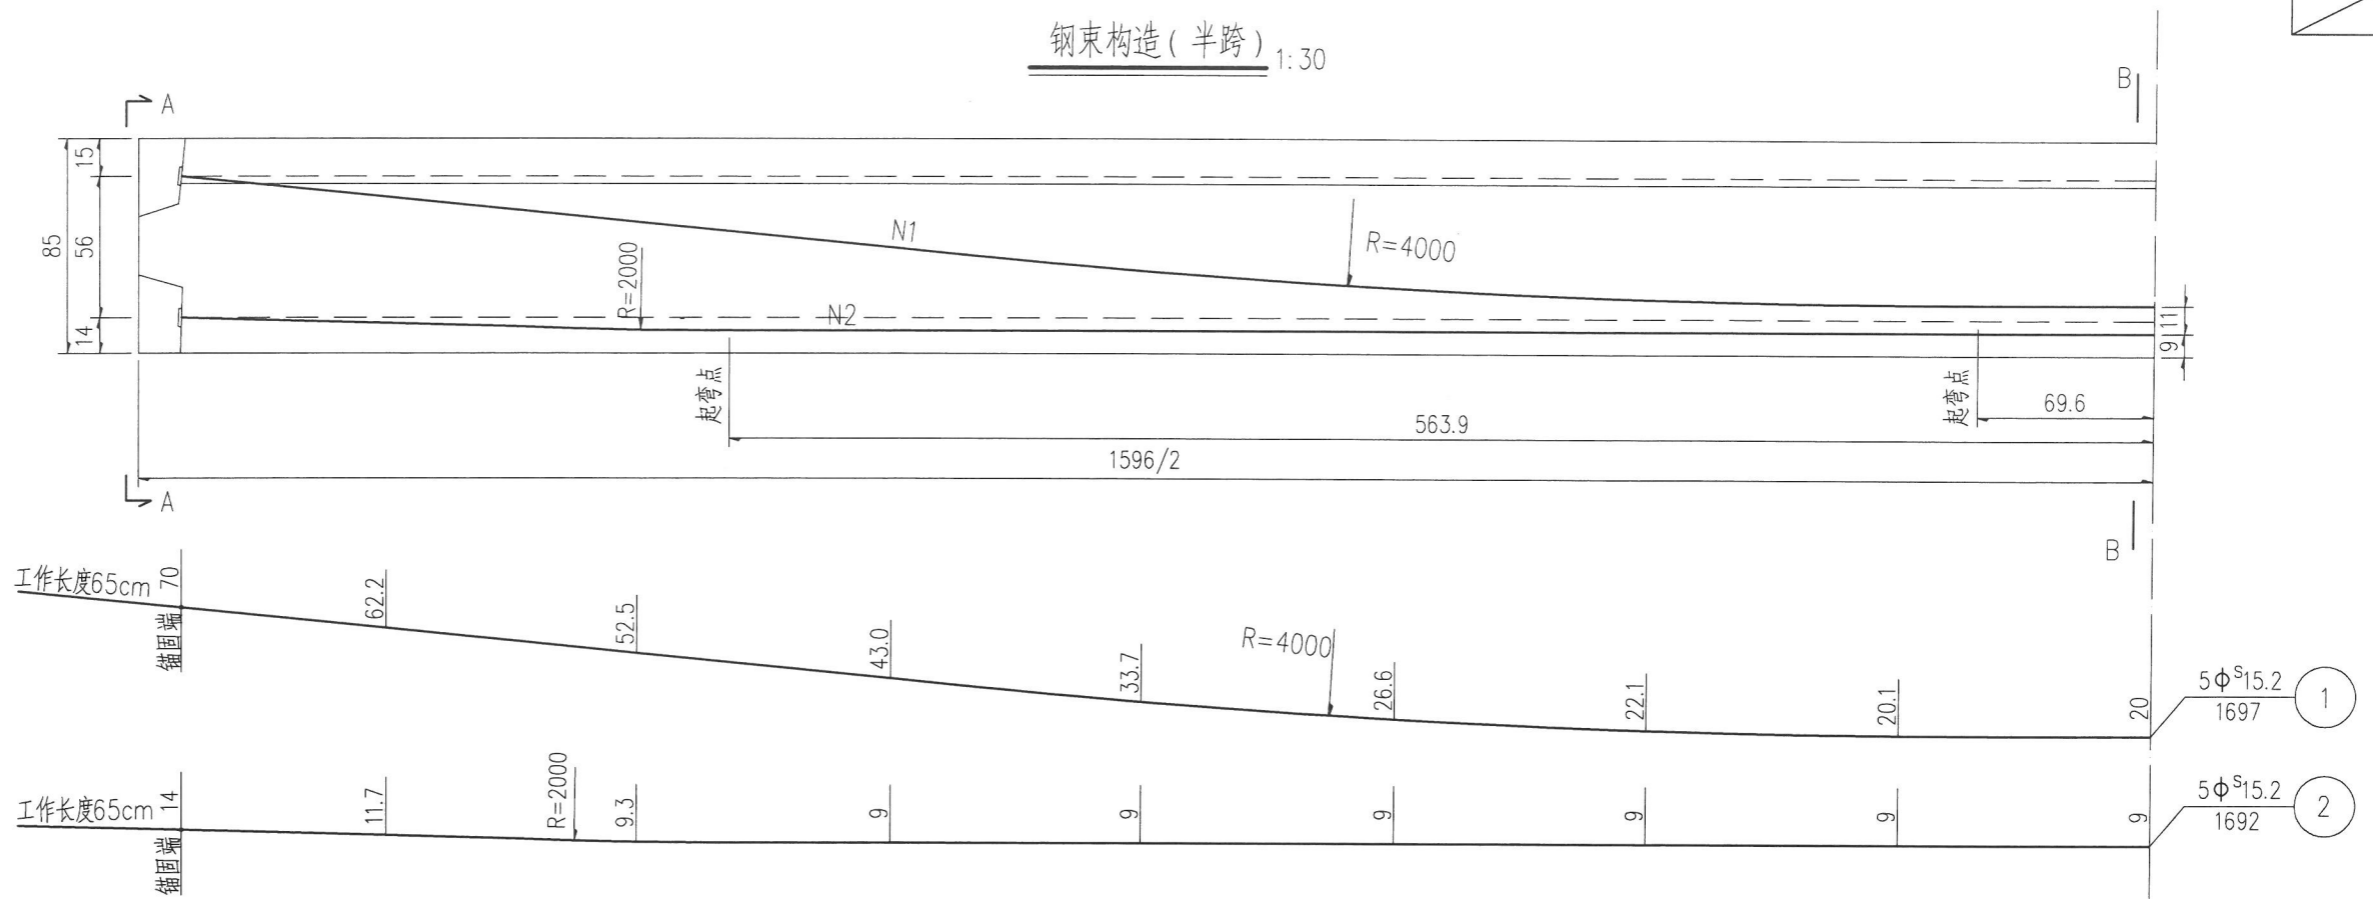 钢束构造(半跨) 1:30
A
B
15
56
85
14
N1
R=4000
R=2000
N2
11
9
起弯点
起弯点
69.6
563.9
1596/2
A
B
工作长度65cm
70
62.2
52.5
43.0
33.7
26.6
22.1
20.1
20
锚固端
R=4000
5ϕˢ15.2
1697
1
工作长度65cm
14
11.7
R=2000
9.3
9
9
9
9
9
9
锚固端
5ϕˢ15.2
1692
2